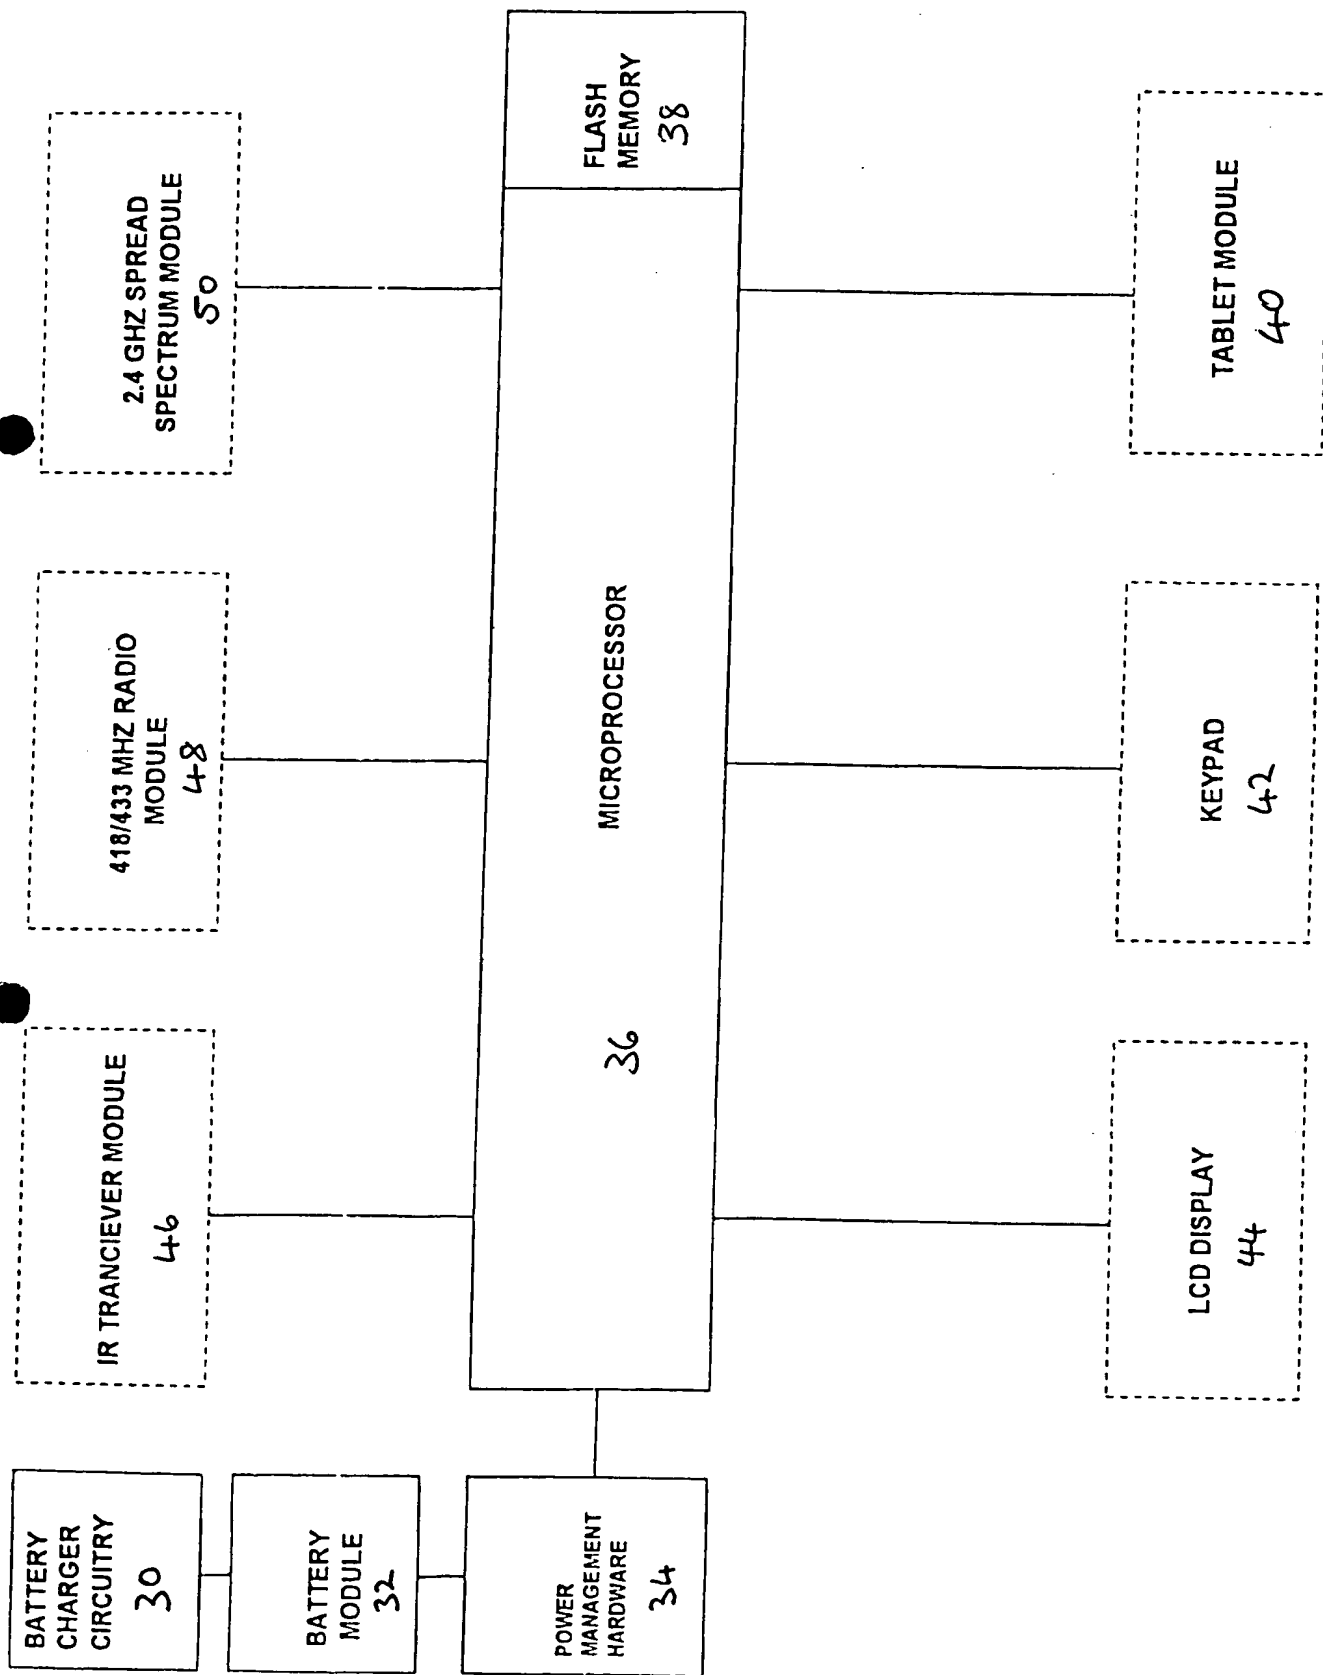 BATTERY
CHARGER
CIRCUITRY
30
IR TRANCIEVER MODULE
46
418/433 MHZ RADIO
MODULE
48
2.4 GHZ SPREAD
SPECTRUM MODULE
50
BATTERY
MODULE
32
POWER
MANAGEMENT
HARDWARE
34
MICROPROCESSOR
36
FLASH
MEMORY
38
LCD DISPLAY
44
KEYPAD
42
TABLET MODULE
40